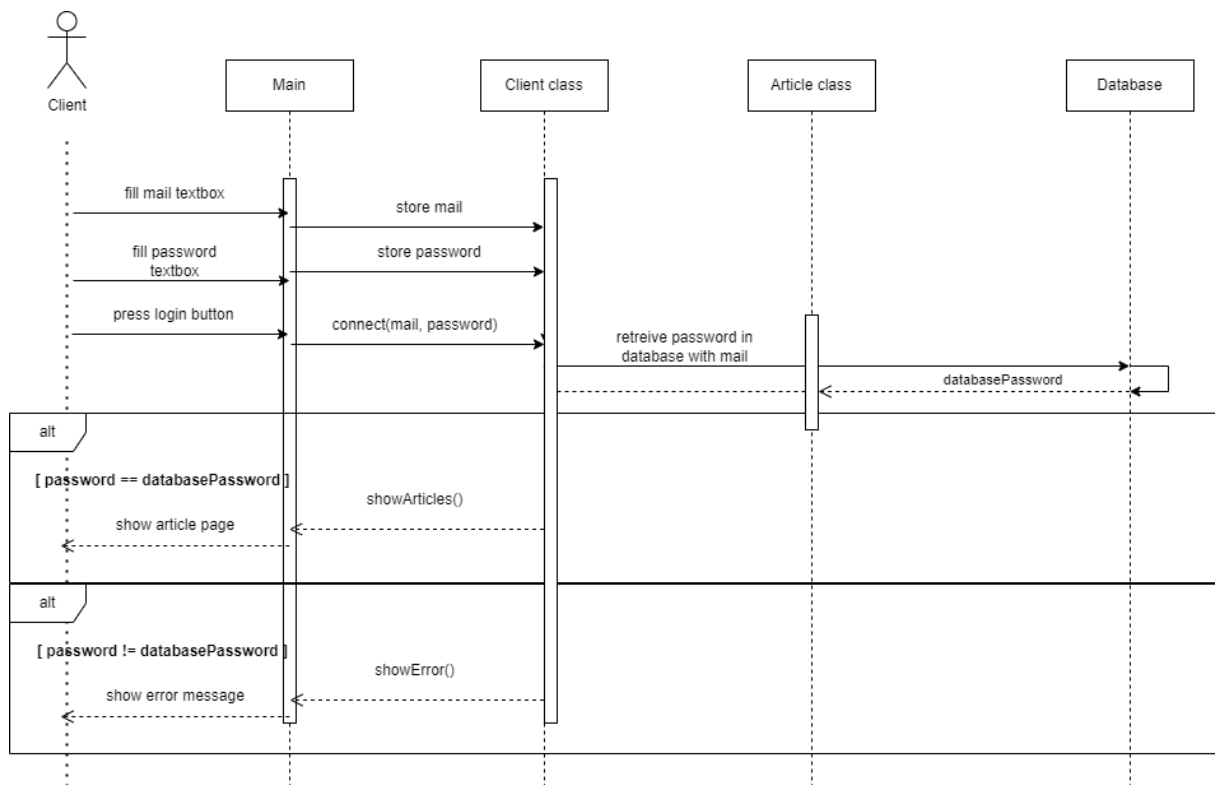 Client
Main
Client class
Article class
Database
fill mail textbox
store mail
fill password
textbox
store password
press login button
connect(mail, password)
retreive password in
database with mail
databasePassword
alt
[ password == databasePassword ]
showArticles()
show article page
alt
[ password != databasePassword ]
showError()
show error message